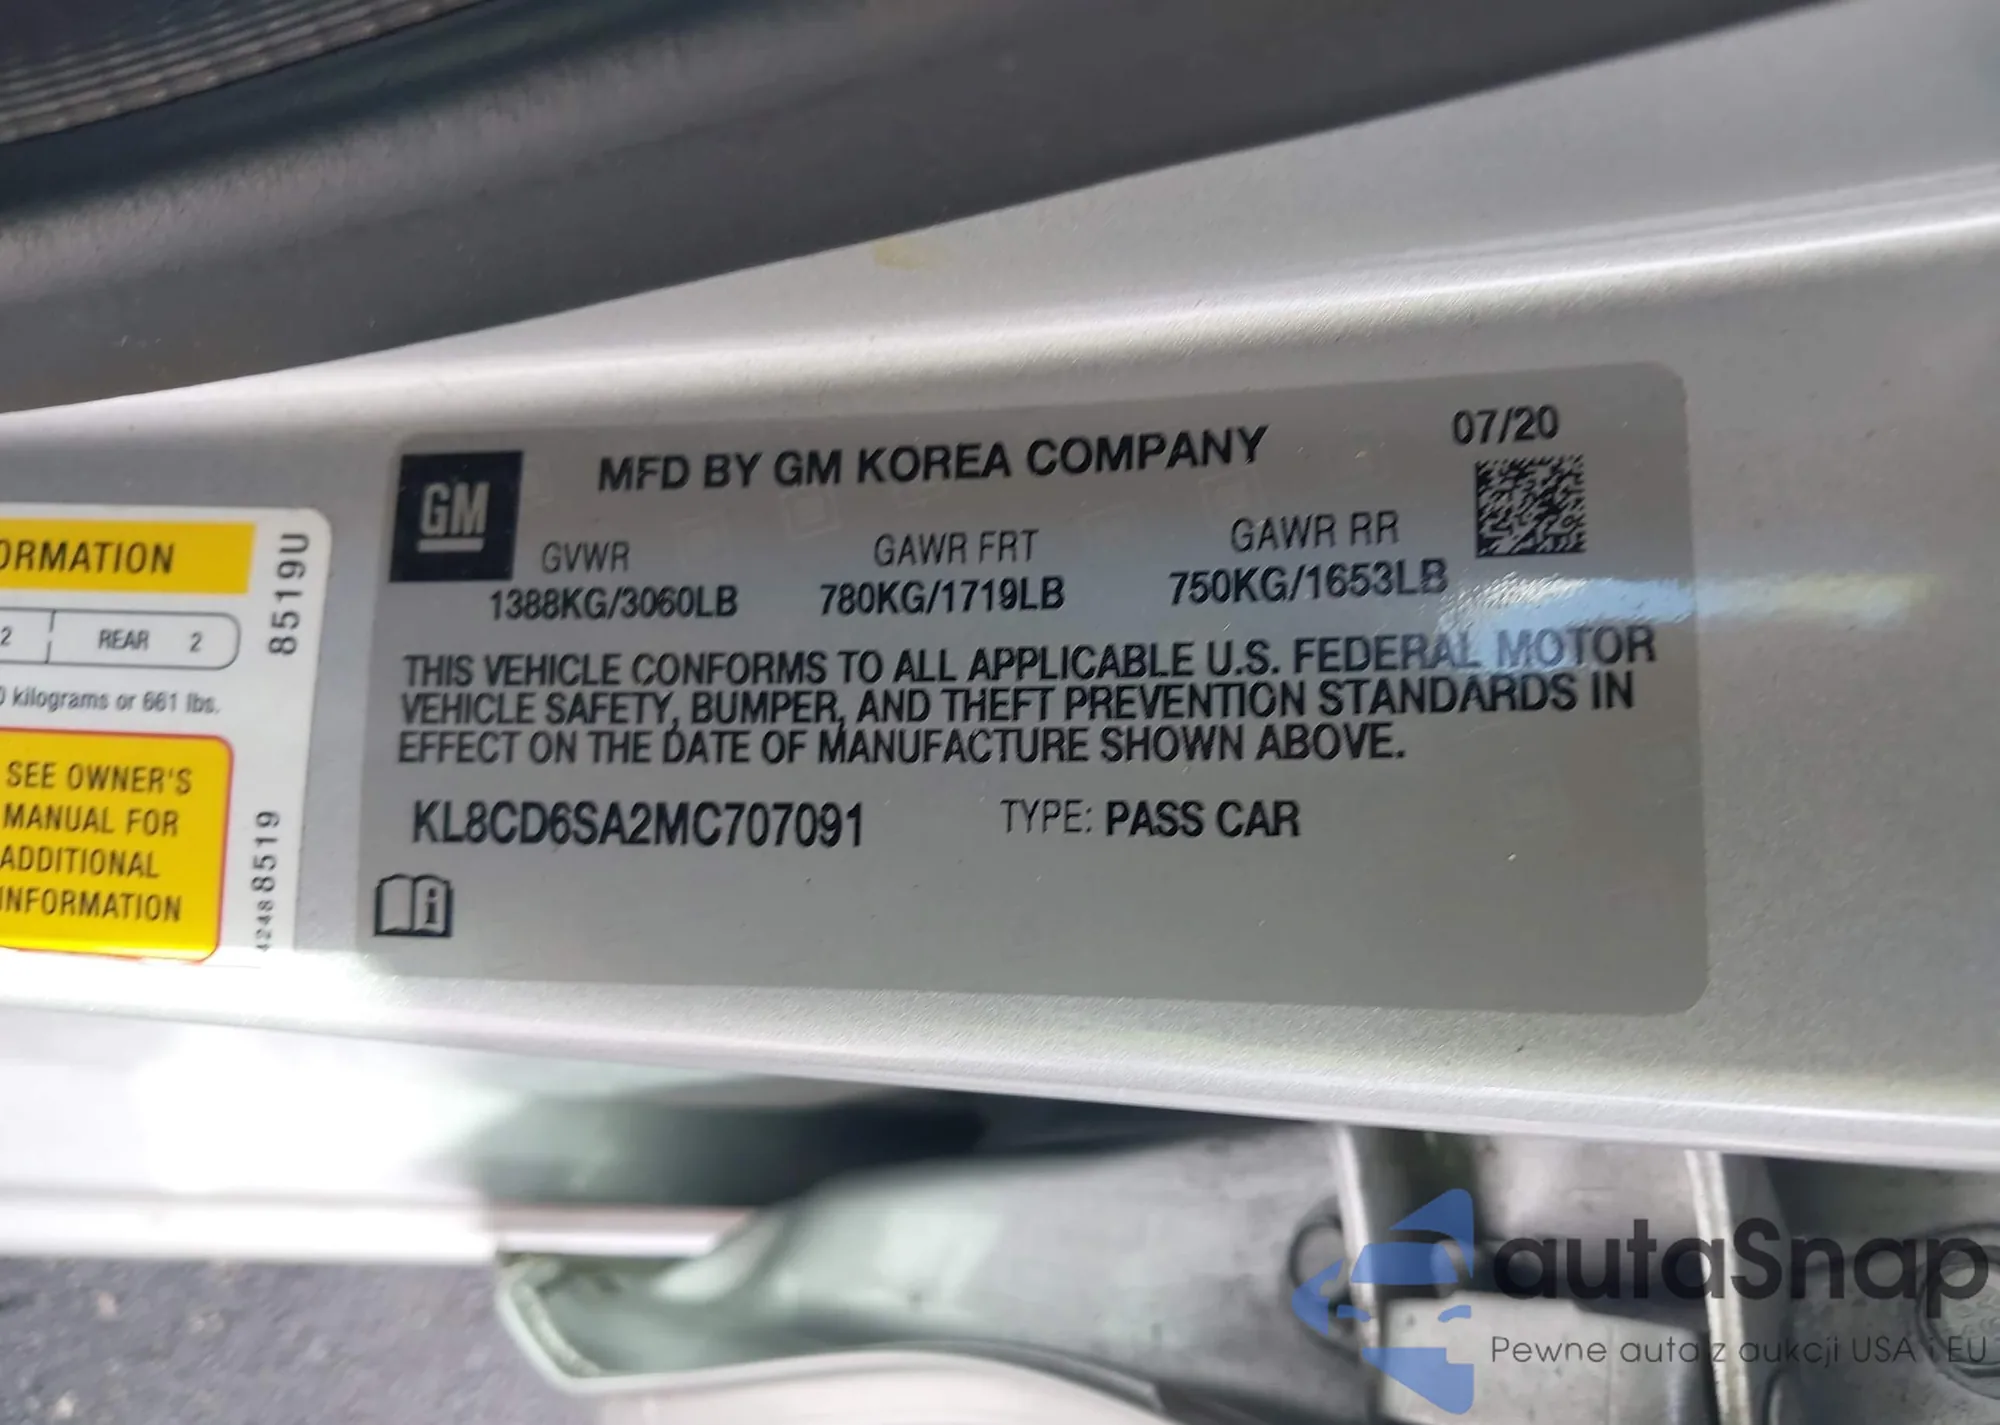 ORMATION
2 REAR 2
0 kilograms or 661 lbs.
SEE OWNER'S
MANUAL FOR
ADDITIONAL
INFORMATION
8519U
42488519
GM
MFD BY GM KOREA COMPANY
07/20
GVWR GAWR FRT GAWR RR
1388KG/3060LB 780KG/1719LB 750KG/1653LB
THIS VEHICLE CONFORMS TO ALL APPLICABLE U.S. FEDERAL MOTOR
VEHICLE SAFETY, BUMPER, AND THEFT PREVENTION STANDARDS IN
EFFECT ON THE DATE OF MANUFACTURE SHOWN ABOVE.
KL8CD6SA2MC707091 TYPE: PASS CAR
i
autaSnap
Pewne auta z aukcji USA i EU